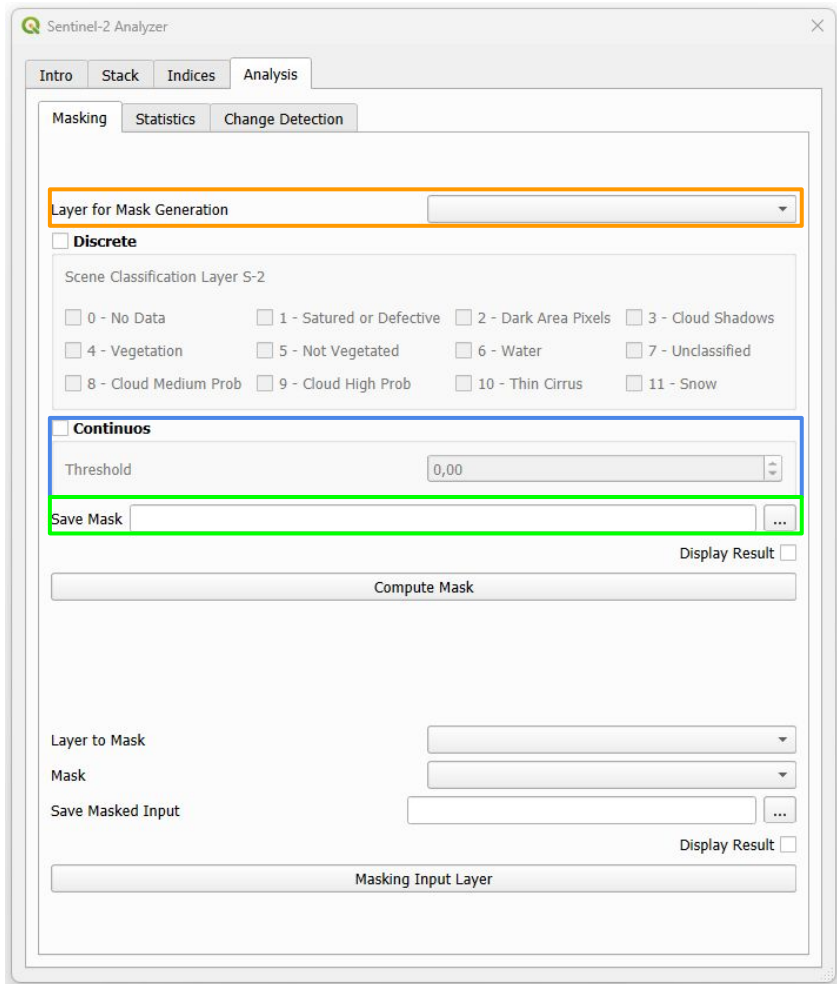 Sentinel-2 Analyzer
Intro Stack Indices Analysis
Masking Statistics Change Detection
Layer for Mask Generation
Discrete
Scene Classification Layer S-2
0 - No Data 1 - Satured or Defective 2 - Dark Area Pixels 3 - Cloud Shadows
4 - Vegetation 5 - Not Vegetated 6 - Water 7 - Unclassified
8 - Cloud Medium Prob 9 - Cloud High Prob 10 - Thin Cirrus 11 - Snow
Continuos
Threshold 0,00
Save Mask ...
Display Result
Compute Mask
Layer to Mask
Mask
Save Masked Input ...
Display Result
Masking Input Layer